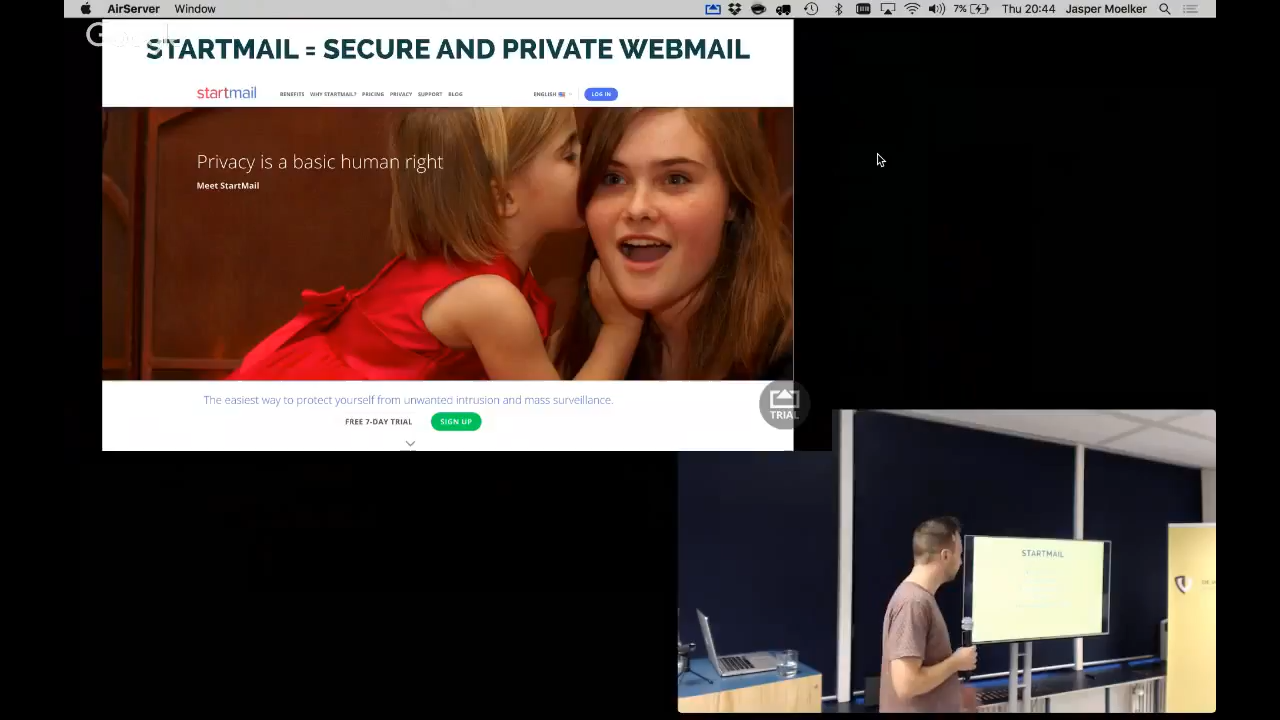 AirServer Window 7% Thu 20:44 Jasper Moelker
STARTMAIL = SECURE AND PRIVATE WEBMAIL
startmail BENEFITS WHY STARTMAIL? PRICING PRIVACY SUPPORT BLOG ENGLISH LOG IN
Privacy is a basic human right
Meet StartMail
The easiest way to protect yourself from unwanted intrusion and mass surveillance.
FREE 7-DAY TRIAL SIGN UP
TRIAL
STARTMAIL